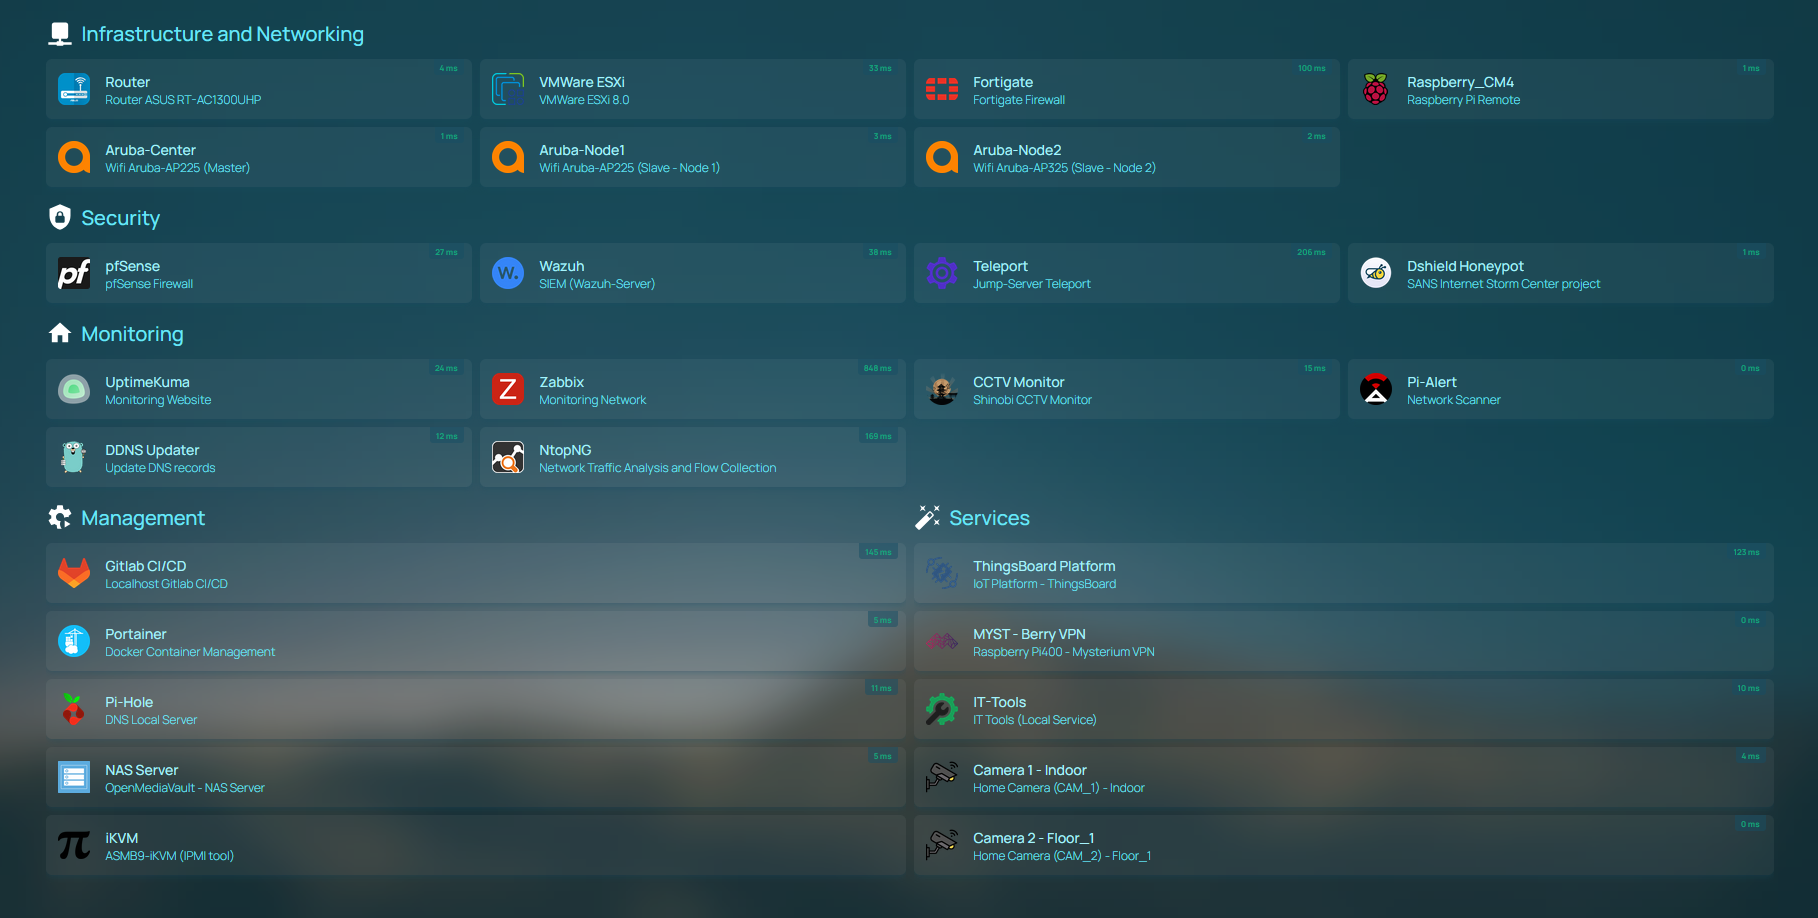 Infrastructure and Networking
4 ms
Router
Router ASUS RT-AC1300UHP
33 ms
VMWare ESXi
VMWare ESXi 8.0
100 ms
Fortigate
Fortigate Firewall
1 ms
Raspberry_CM4
Raspberry Pi Remote
1 ms
Aruba-Center
Wifi Aruba-AP225 (Master)
3 ms
Aruba-Node1
Wifi Aruba-AP225 (Slave - Node 1)
2 ms
Aruba-Node2
Wifi Aruba-AP325 (Slave - Node 2)
Security
27 ms
pf
pfSense
pfSense Firewall
38 ms
W.
Wazuh
SIEM (Wazuh-Server)
206 ms
Teleport
Jump-Server Teleport
1 ms
Dshield Honeypot
SANS Internet Storm Center project
Monitoring
24 ms
UptimeKuma
Monitoring Website
848 ms
Z
Zabbix
Monitoring Network
15 ms
CCTV Monitor
Shinobi CCTV Monitor
0 ms
Pi-Alert
Network Scanner
12 ms
DDNS Updater
Update DNS records
169 ms
NtopNG
Network Traffic Analysis and Flow Collection
Management
145 ms
Gitlab CI/CD
Localhost Gitlab CI/CD
5 ms
Portainer
Docker Container Management
11 ms
Pi-Hole
DNS Local Server
5 ms
NAS Server
OpenMediaVault - NAS Server
π
iKVM
ASMB9-iKVM (IPMI tool)
Services
123 ms
ThingsBoard Platform
IoT Platform - ThingsBoard
0 ms
MYST - Berry VPN
Raspberry Pi400 - Mysterium VPN
10 ms
IT-Tools
IT Tools (Local Service)
4 ms
Camera 1 - Indoor
Home Camera (CAM_1) - Indoor
0 ms
Camera 2 - Floor_1
Home Camera (CAM_2) - Floor_1